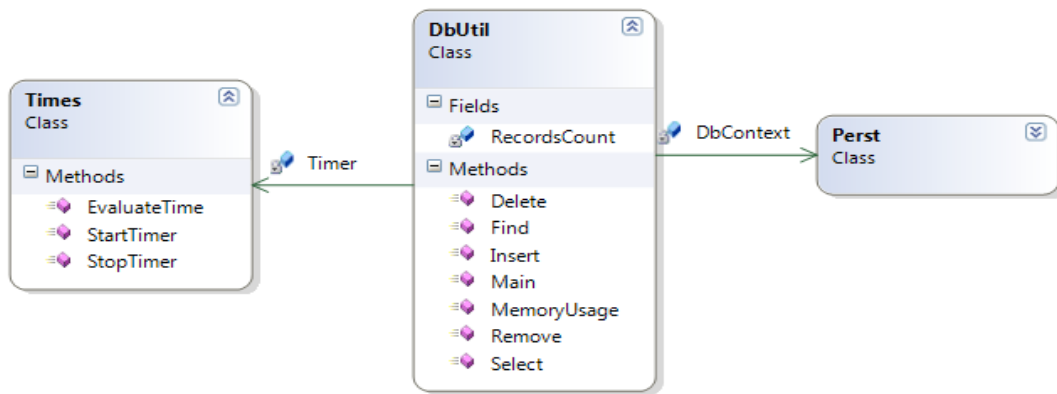 Times
Class
Methods
EvaluateTime
StartTimer
StopTimer
Timer
DbUtil
Class
Fields
RecordsCount
Methods
Delete
Find
Insert
Main
MemoryUsage
Remove
Select
DbContext
Perst
Class